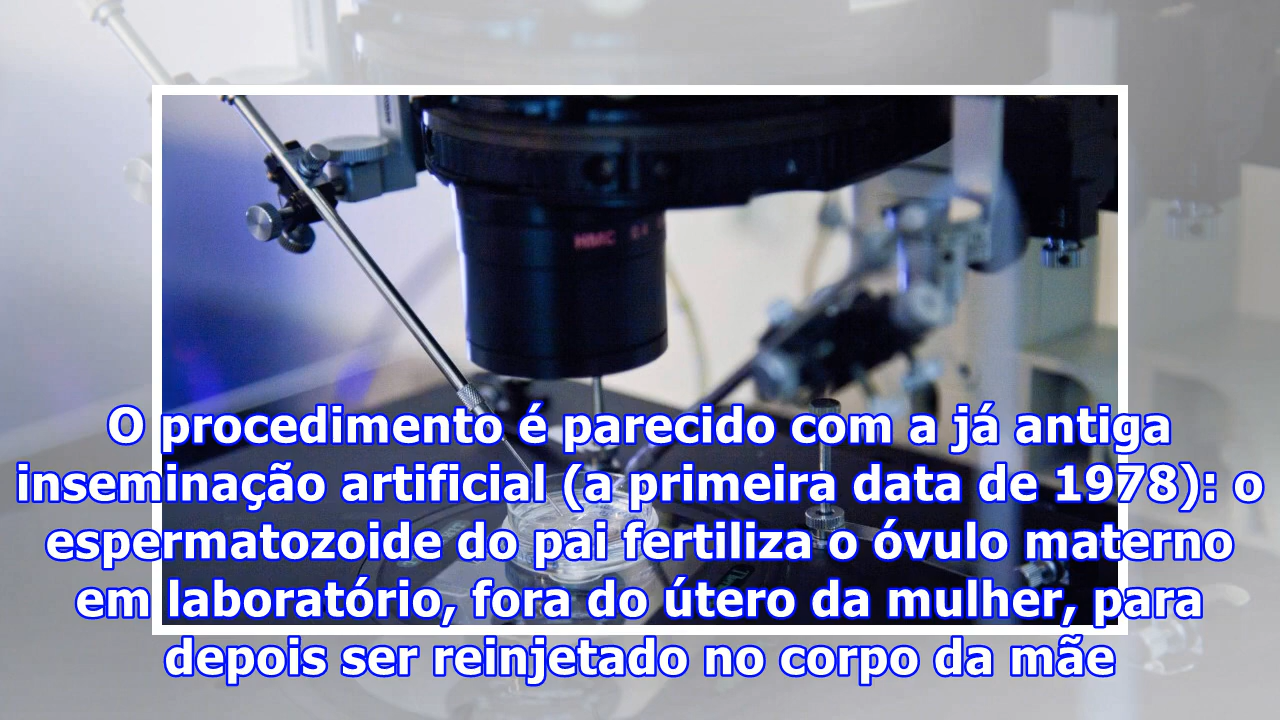 HMC
O procedimento é parecido com a já antiga
inseminação artificial (a primeira data de 1978): o
espermatozoide do pai fertiliza o óvulo materno
em laboratório, fora do útero da mulher, para
depois ser reinjetado no corpo da mãe